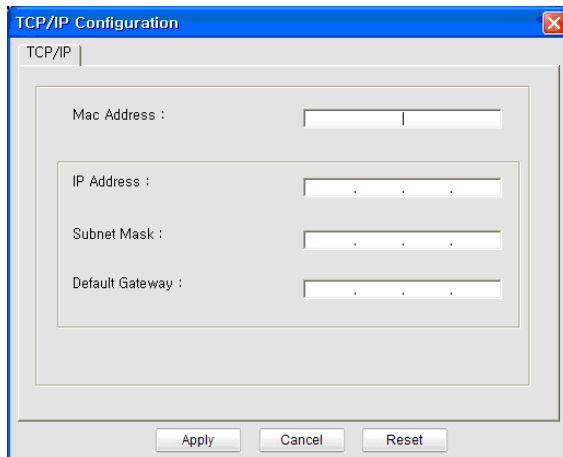 TCP/IP Configuration
TCP/IP
Mac Address :
IP Address :
. . .
Subnet Mask :
. . .
Default Gateway :
. . .
Apply Cancel Reset